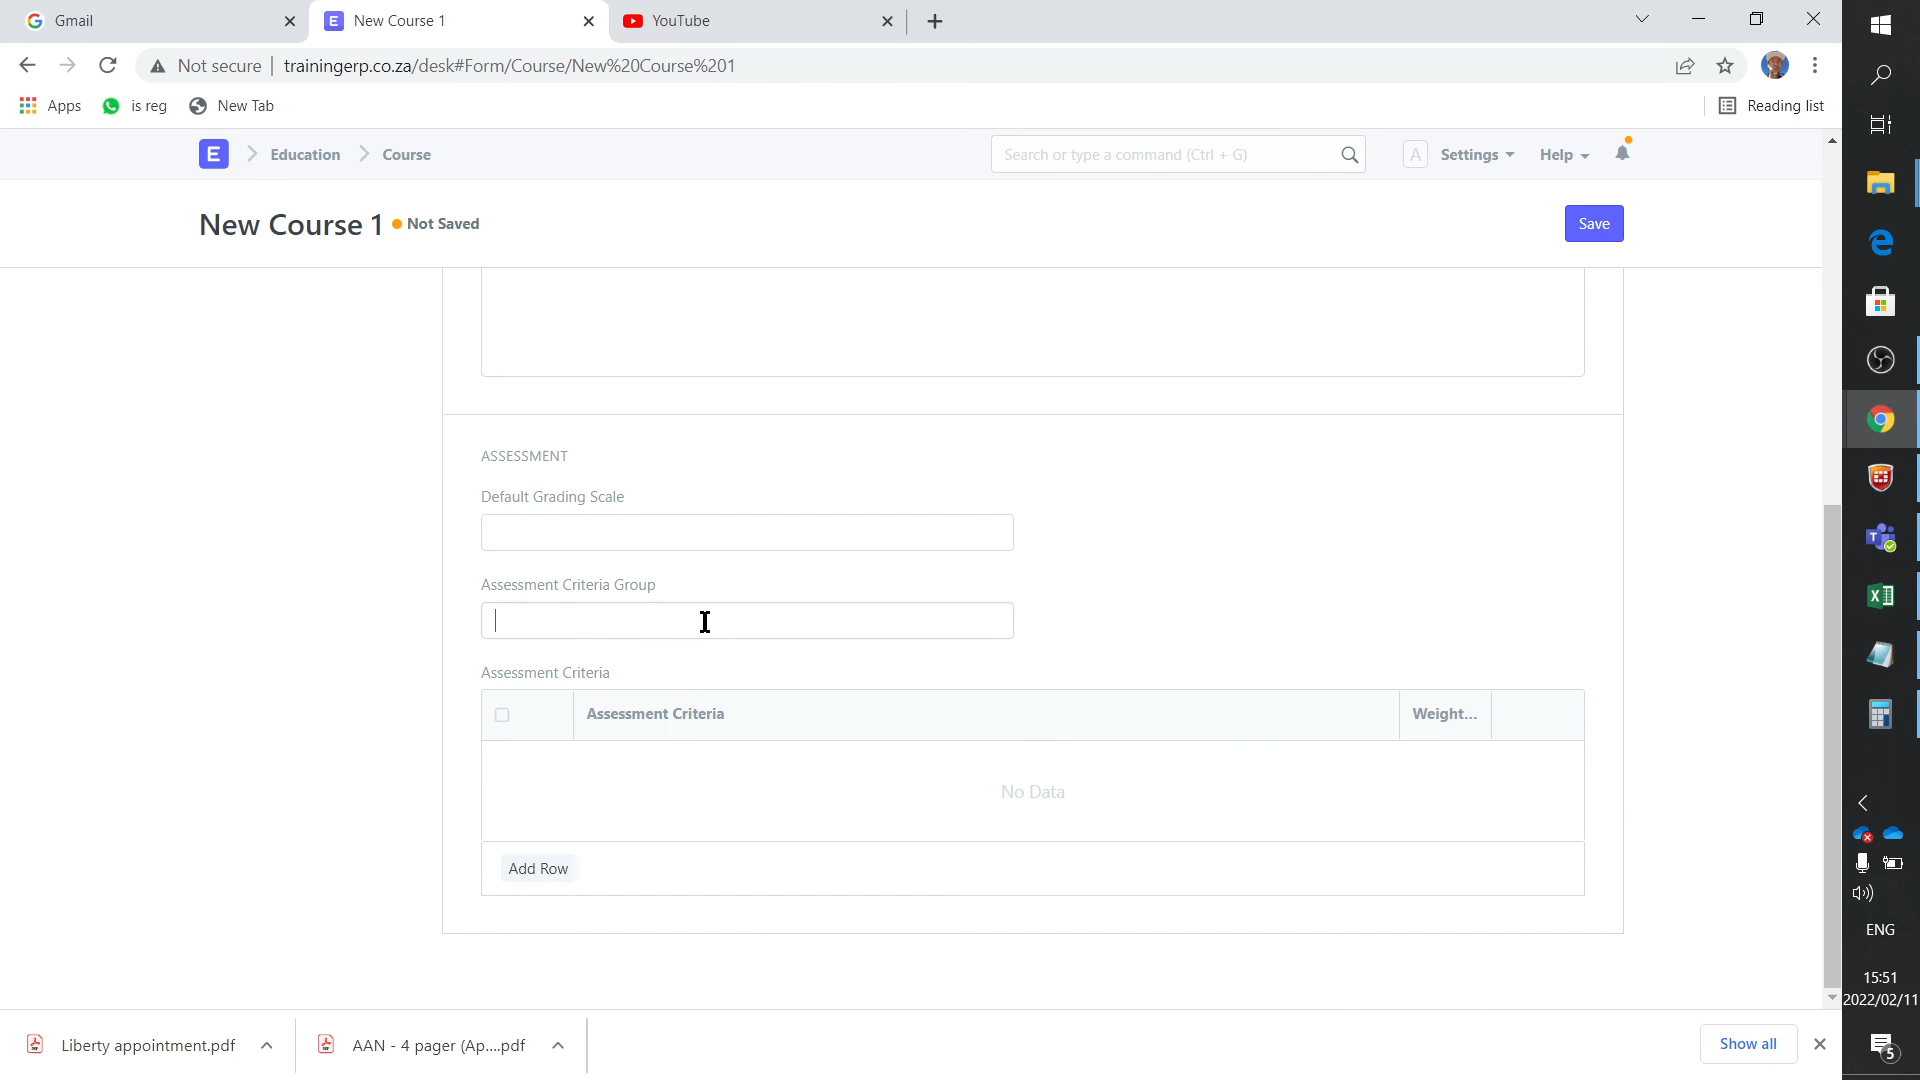 Gmail
New Course 1
YouTube
Not secure
trainingerp.co.za/desk#Form/Course/New%20Course%201
Apps
is reg
New Tab
Reading list
E
Education
Course
Search or type a command (Ctrl + G)
A
Settings
Help
New Course 1
Not Saved
Save
ASSESSMENT
Default Grading Scale
Assessment Criteria Group
Assessment Criteria
Assessment Criteria
Weight...
No Data
Add Row
ENG
15:51
2022/02/11
Liberty appointment.pdf
AAN - 4 pager (Ap....pdf
Show all
5